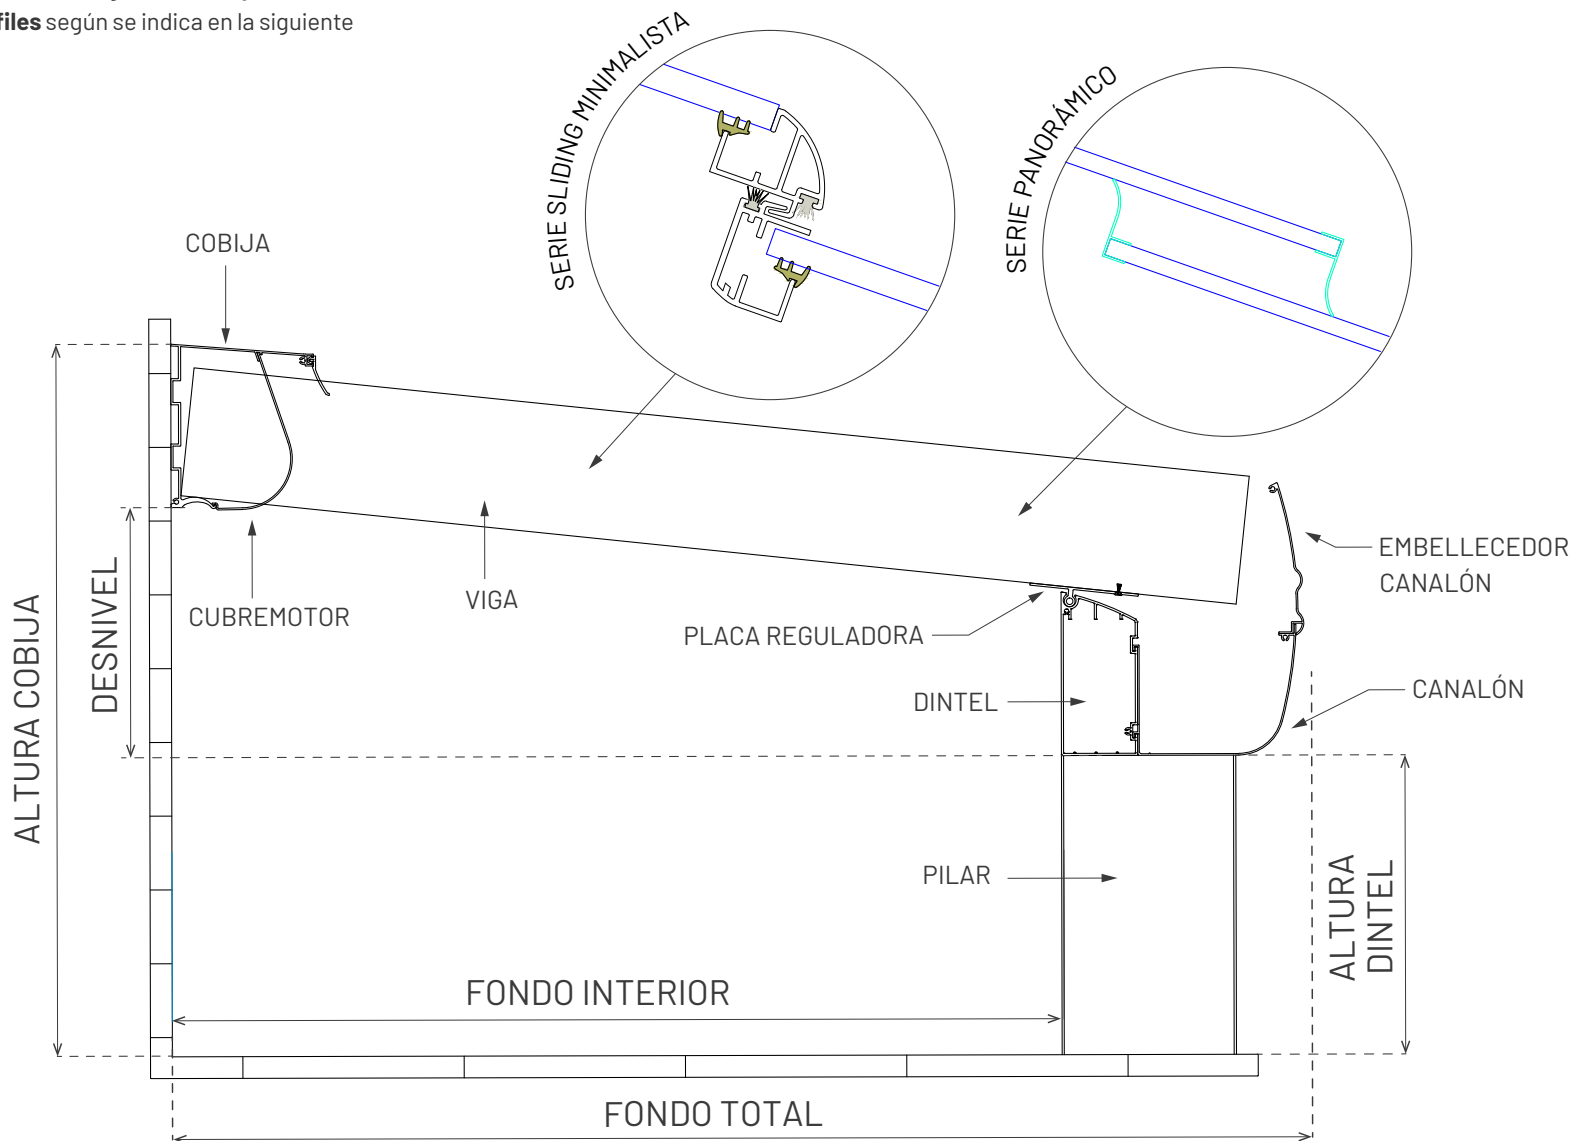 files según se indica en la siguiente
SERIE SLIDING MINIMALISTA
SERIE PANORÁMICO
COBIJA
EMBELLECEDOR
CANALÓN
VIGA
CUBREMOTOR
PLACA REGULADORA
DINTEL
CANALÓN
DESNIVEL
ALTURA COBIJA
PILAR
ALTURA
DINTEL
FONDO INTERIOR
FONDO TOTAL